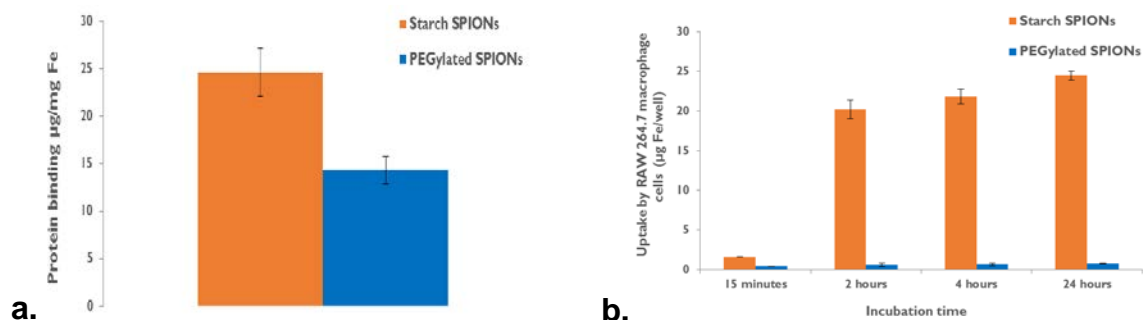 Protein binding µg/mg Fe
30
25
20
15
10
5
0
Starch SPIONs
PEGylated SPIONs
a.
Uptake by RAW 264.7 macrophage
cells (µg Fe/well)
30
25
20
15
10
5
0
Starch SPIONs
PEGylated SPIONs
15 minutes
2 hours
4 hours
24 hours
Incubation time
b.